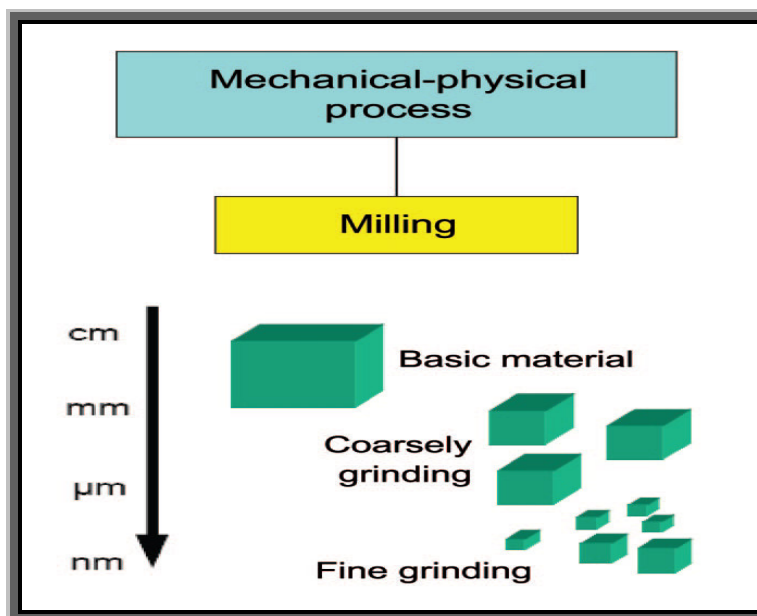 Mechanical-physical
process
Milling
cm
Basic material
mm
Coarsely
grinding
µm
nm
Fine grinding